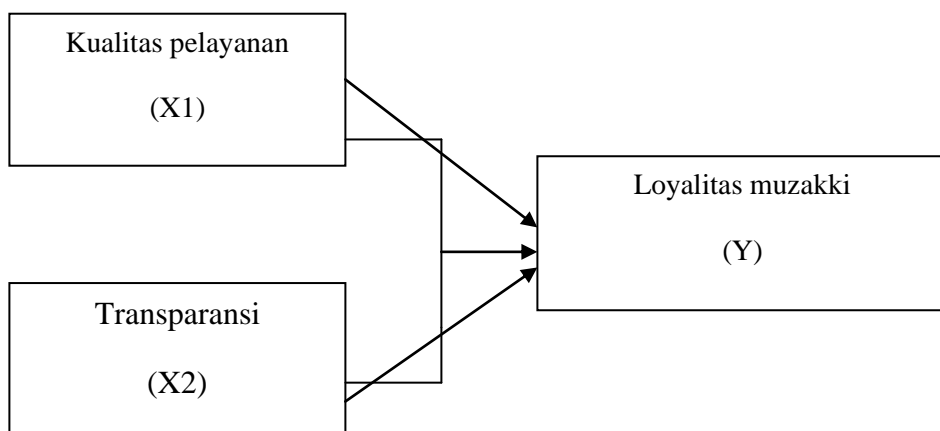 Kualitas pelayanan
(X1)
Loyalitas muzakki
(Y)
Transparansi
(X2)